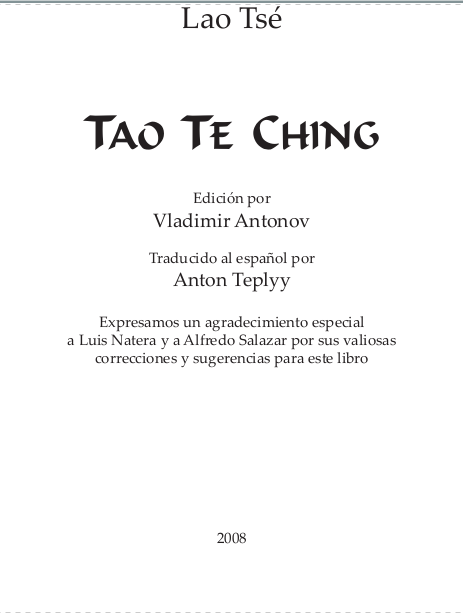 Lao Tsé
Tao Te Ching
Edición por
Vladimir Antonov
Traducido al español por
Anton Teplyy
Expresamos un agradecimiento especial
a Luis Natera y a Alfredo Salazar por sus valiosas
correcciones y sugerencias para este libro
2008